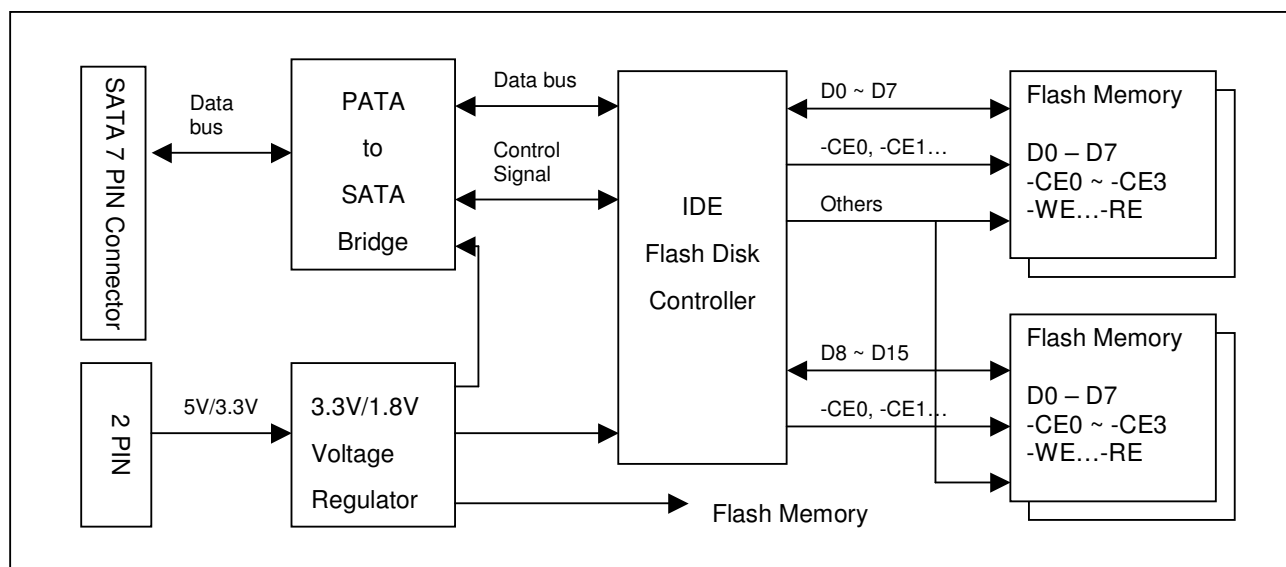 SATA 7 PIN Connector
Data
bus
PATA
to
SATA
Bridge
Data bus
Control
Signal
IDE
Flash Disk
Controller
D0 ~ D7
-CE0, -CE1…
Others
Flash Memory
D0 – D7
-CE0 ~ -CE3
-WE…-RE
2 PIN
5V/3.3V
3.3V/1.8V
Voltage
Regulator
Flash Memory
D8 ~ D15
-CE0, -CE1…
Flash Memory
D0 – D7
-CE0 ~ -CE3
-WE…-RE